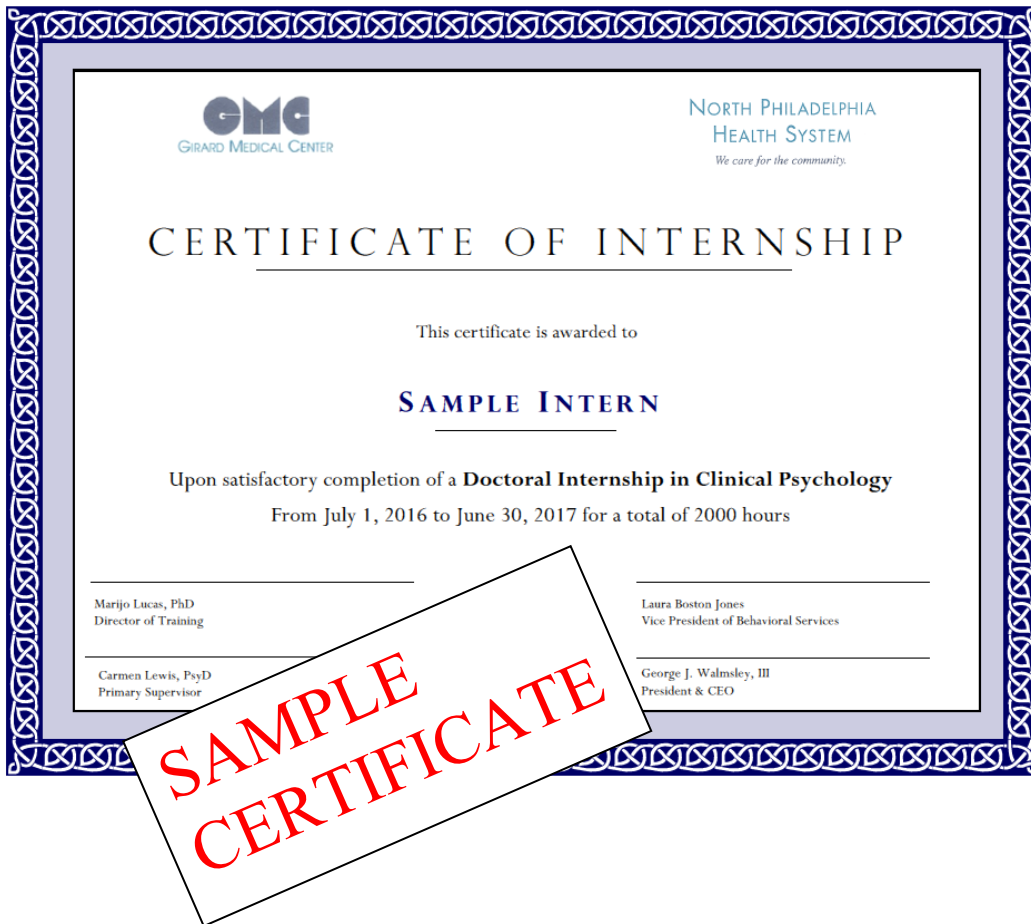 GMC
GIRARD MEDICAL CENTER
NORTH PHILADELPHIA
HEALTH SYSTEM
We care for the community.
CERTIFICATE OF INTERNSHIP
This certificate is awarded to
SAMPLE INTERN
Upon satisfactory completion of a Doctoral Internship in Clinical Psychology
From July 1, 2016 to June 30, 2017 for a total of 2000 hours
Marijo Lucas, PhD
Director of Training
Laura Boston Jones
Vice President of Behavioral Services
Carmen Lewis, PsyD
Primary Supervisor
George J. Walmsley, III
President & CEO
SAMPLE
CERTIFICATE